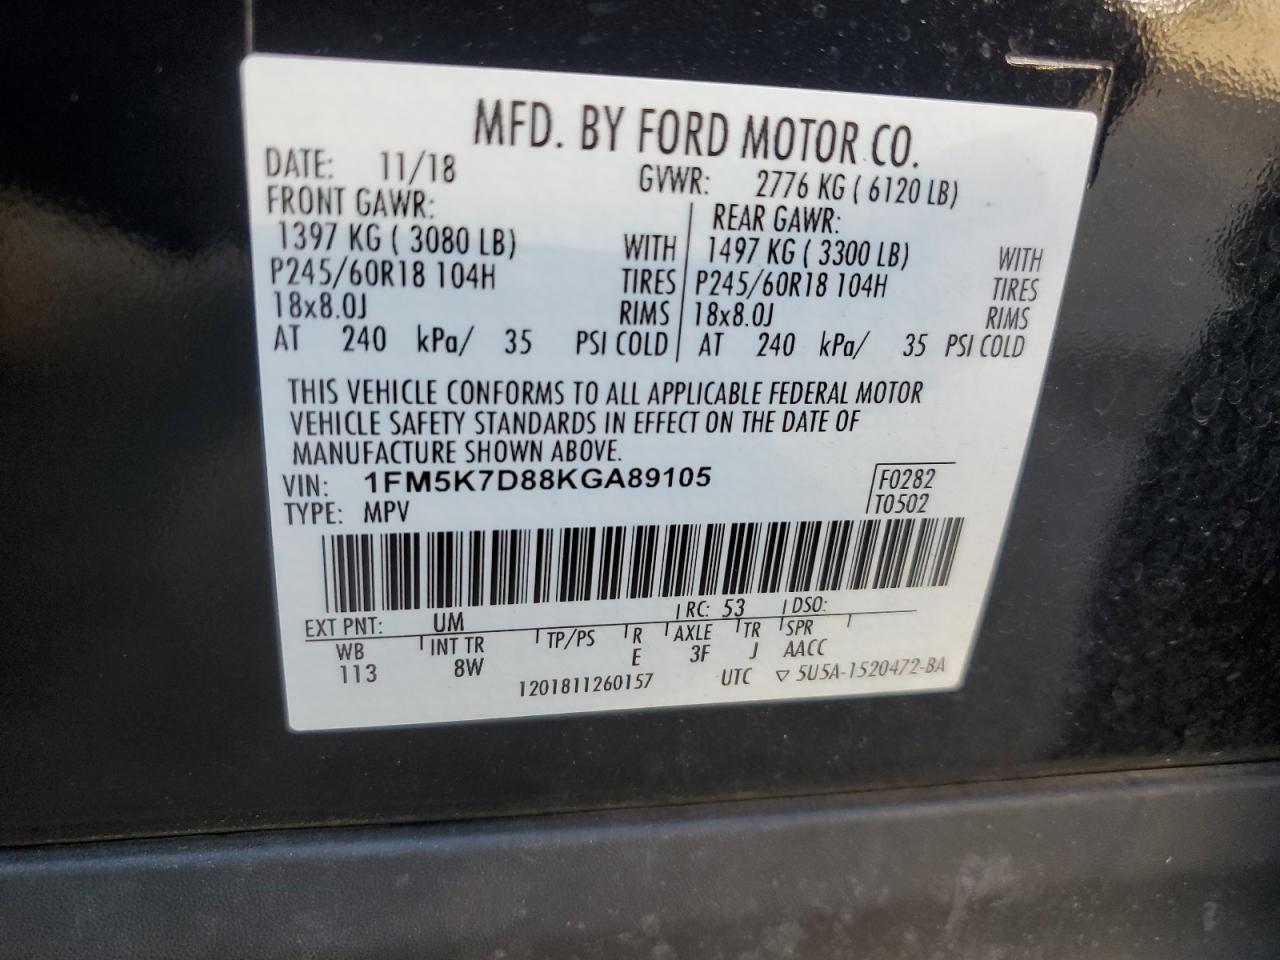 MFD. BY FORD MOTOR CO.
DATE: 11/18 GVWR: 2776 KG ( 6120 LB)
FRONT GAWR: REAR GAWR:
1397 KG ( 3080 LB) WITH 1497 KG ( 3300 LB) WITH
P245/60R18 104H TIRES P245/60R18 104H TIRES
18x8.0J RIMS 18x8.0J RIMS
AT 240 kPa/ 35 PSI COLD AT 240 kPa/ 35 PSI COLD
THIS VEHICLE CONFORMS TO ALL APPLICABLE FEDERAL MOTOR
VEHICLE SAFETY STANDARDS IN EFFECT ON THE DATE OF
MANUFACTURE SHOWN ABOVE.
VIN: 1FM5K7D88KGA89105 F0282
TYPE: MPV T0502
EXT PNT: UM RC: 53 DSO:
WB INT TR TP/PS R AXLE TR SPR
113 8W E 3F J AACC
1201811260157 UTC ▽ 5U5A-1520472-BA